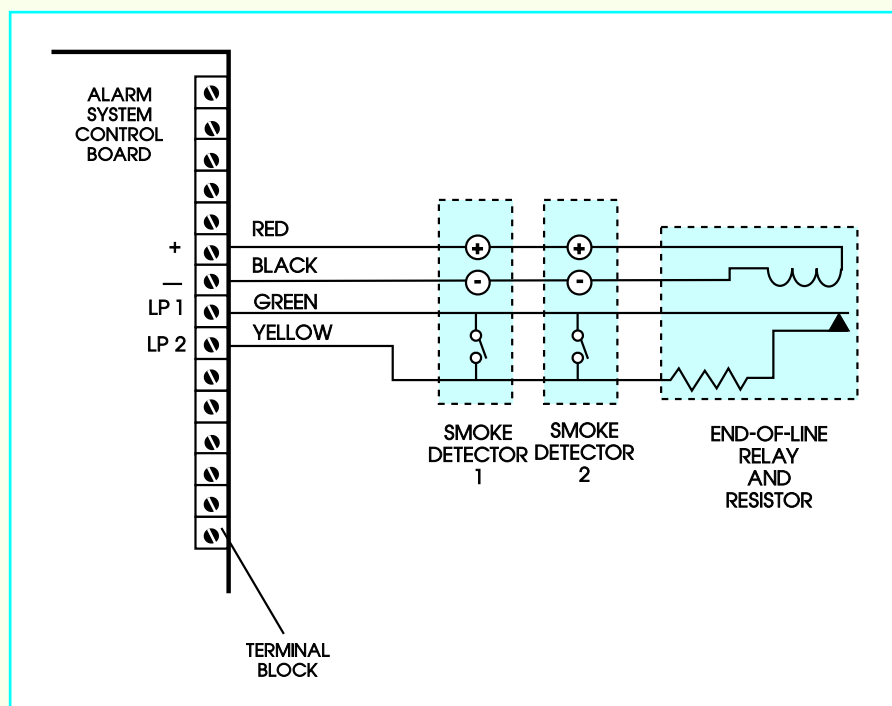 ALARM
SYSTEM
CONTROL
BOARD
RED
+
BLACK
—
GREEN
LP 1
YELLOW
LP 2
+
+
-
-
SMOKE
DETECTOR
1
SMOKE
DETECTOR
2
END-OF-LINE
RELAY
AND
RESISTOR
TERMINAL
BLOCK